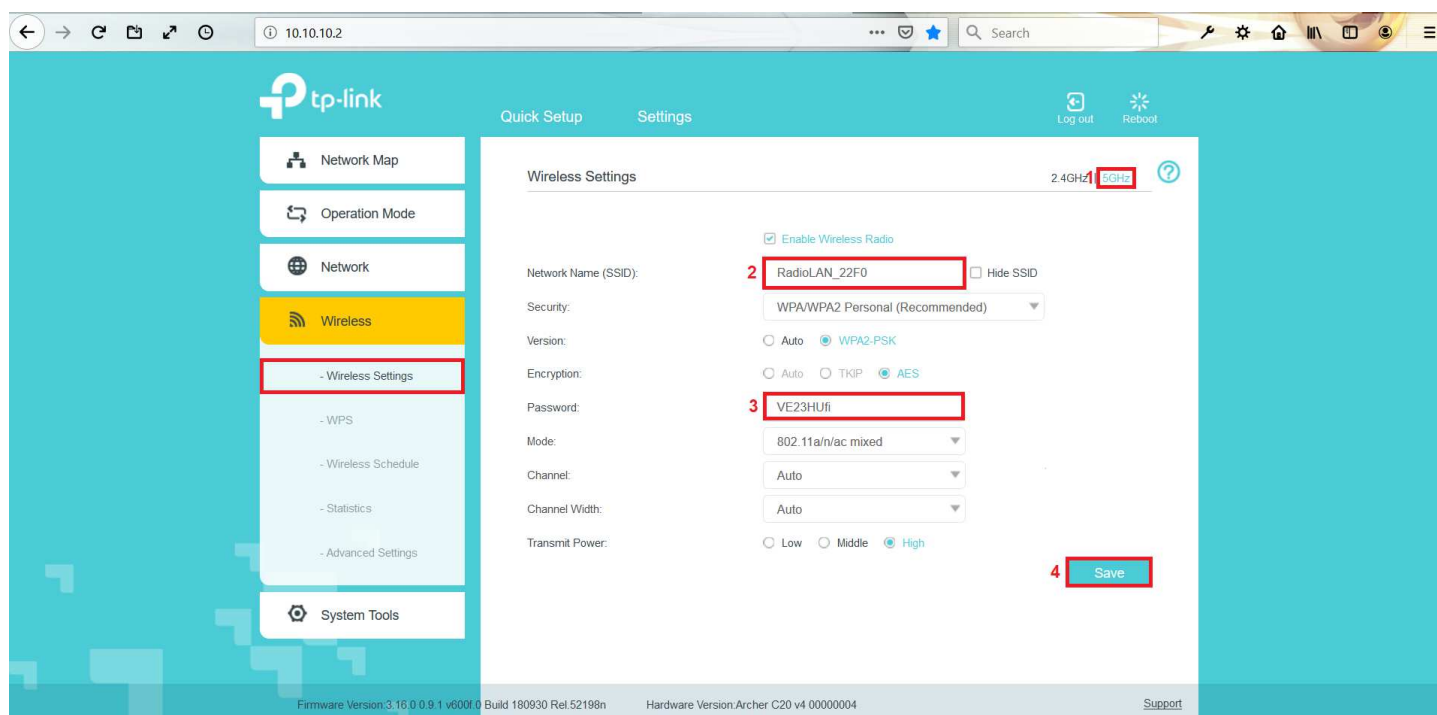 10.10.10.2
Search
tp-link
Quick Setup
Settings
Log out
Reboot
Network Map
Operation Mode
Network
Wireless
- Wireless Settings
- WPS
- Wireless Schedule
- Statistics
- Advanced Settings
System Tools
Wireless Settings
2.4GHz | 5GHz
1
Enable Wireless Radio
Network Name (SSID): 2 RadioLAN_22F0 Hide SSID
Security: WPA/WPA2 Personal (Recommended)
Version: Auto WPA2-PSK
Encryption: Auto TKIP AES
Password: 3 VE23HUfi
Mode: 802.11a/n/ac mixed
Channel: Auto
Channel Width: Auto
Transmit Power: Low Middle High
4 Save
Firmware Version:3.16.0 0.9.1 v600f.0 Build 180930 Rel.52198n Hardware Version:Archer C20 v4 00000004 Support